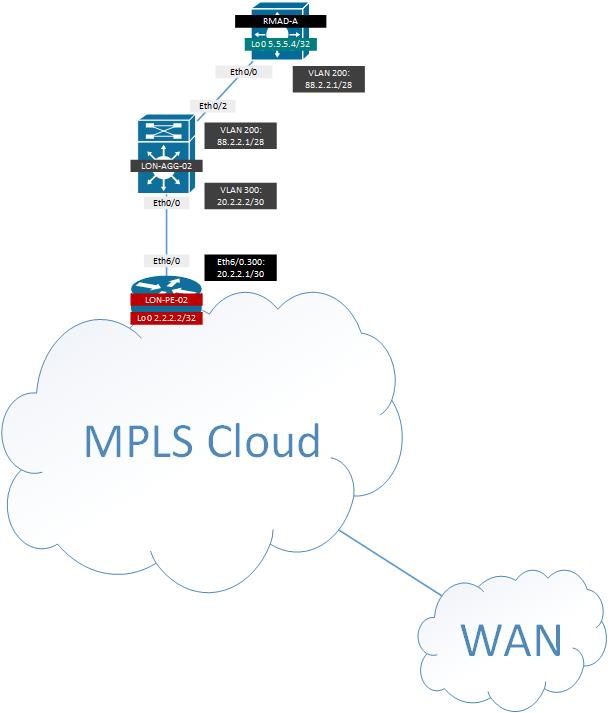 RMAD-A
Lo0 5.5.5.4/32
Eth0/0
VLAN 200:
88.2.2.1/28
Eth0/2
VLAN 200:
88.2.2.1/28
LON-AGG-02
VLAN 300:
20.2.2.2/30
Eth0/0
Eth6/0
Eth6/0.300:
20.2.2.1/30
LON-PE-02
Lo0 2.2.2.2/32
MPLS Cloud
WAN